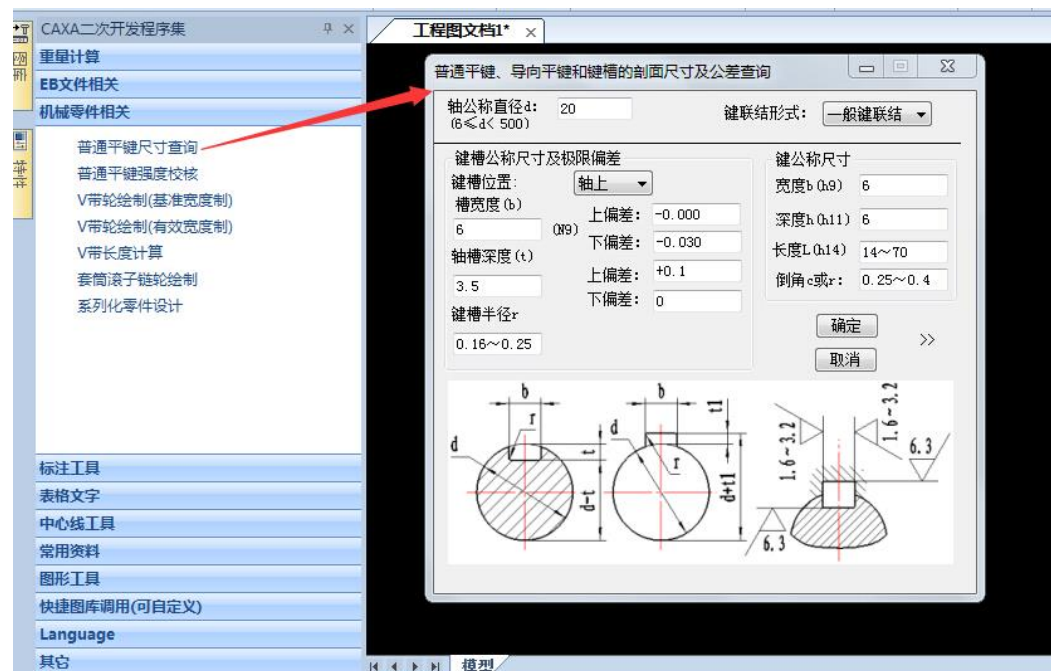 CAXA二次开发程序集
重量计算
EB文件相关
机械零件相关
普通平键尺寸查询
普通平键强度校核
V带轮绘制(基准宽度制)
V带轮绘制(有效宽度制)
V带长度计算
套筒滚子链轮绘制
系列化零件设计
标注工具
表格文字
中心线工具
常用资料
图形工具
快捷图库调用(可自定义)
Language
其它
工程图文档1*
普通平键、导向平键和键槽的剖面尺寸及公差查询
轴公称直径d: 20
(6≤d< 500)
键联结形式: 一般键联结
键槽公称尺寸及极限偏差
键槽位置: 轴上
槽宽度(b)
6 (N9)
上偏差: -0.000
下偏差: -0.030
轴槽深度(t)
3.5
上偏差: +0.1
下偏差: 0
键槽半径r
0.16～0.25
键公称尺寸
宽度b(h9) 6
深度h(h11) 6
长度L(h14) 14～70
倒角c或r: 0.25～0.4
确定
取消
>>
b
r
d
t
d-t
b
t1
d
r
d+t1
1.6~3.2
1.6~3.2
6.3
6.3
模型